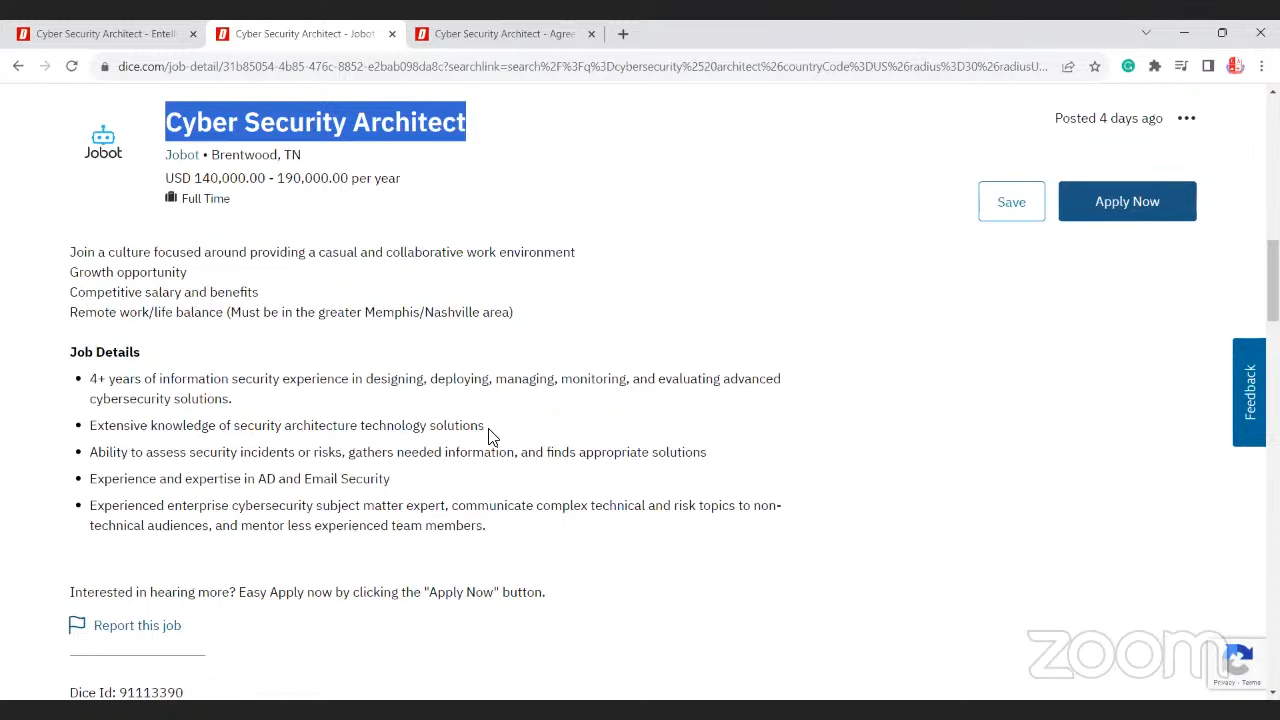 Cyber Security Architect - Entell
Cyber Security Architect - Jobot
Cyber Security Architect - Agree
dice.com/job-detail/31b85054-4b85-476c-8852-e2bab098da8c?searchlink=search%2F%3Fq%3Dcybersecurity%2520architect%26countryCode%3DUS%26radius%3D30%26radiusU...
Cyber Security Architect
Posted 4 days ago
Jobot
Jobot • Brentwood, TN
USD 140,000.00 - 190,000.00 per year
Full Time
Save
Apply Now
Join a culture focused around providing a casual and collaborative work environment
Growth opportunity
Competitive salary and benefits
Remote work/life balance (Must be in the greater Memphis/Nashville area)
Job Details
• 4+ years of information security experience in designing, deploying, managing, monitoring, and evaluating advanced
cybersecurity solutions.
• Extensive knowledge of security architecture technology solutions
• Ability to assess security incidents or risks, gathers needed information, and finds appropriate solutions
• Experience and expertise in AD and Email Security
• Experienced enterprise cybersecurity subject matter expert, communicate complex technical and risk topics to non-
technical audiences, and mentor less experienced team members.
Feedback
Interested in hearing more? Easy Apply now by clicking the "Apply Now" button.
Report this job
zoom
Privacy - Terms
Dice Id: 91113390